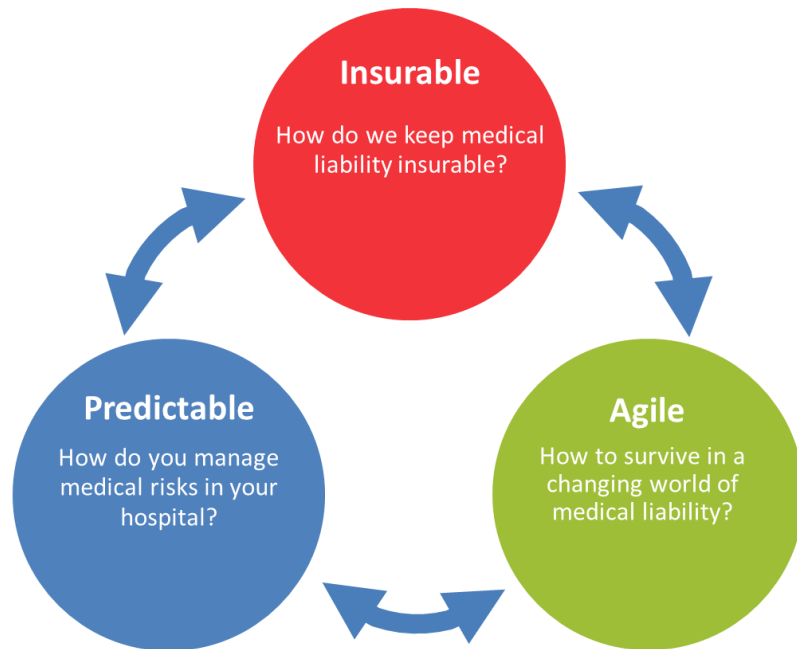 Insurable
How do we keep medical
liability insurable?
Predictable
How do you manage
medical risks in your
hospital?
Agile
How to survive in a
changing world of
medical liability?